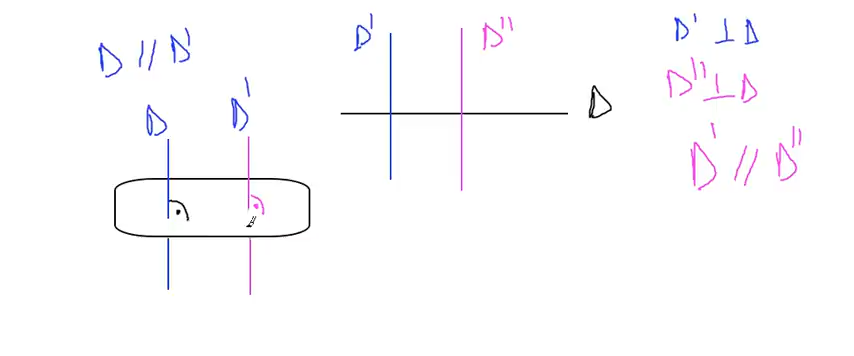 D // D'
D
D'
D'
D''
D
D' ⊥ D
D'' ⊥ D
D' // D''